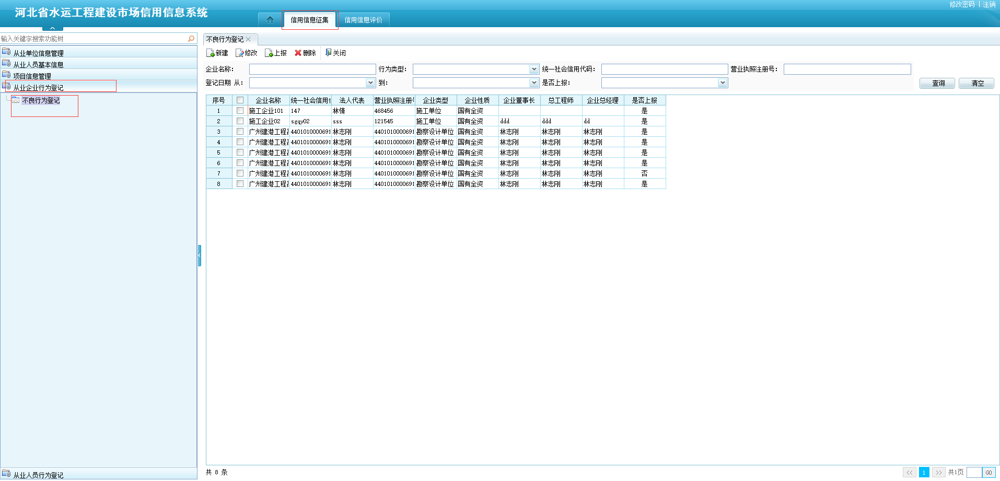 修改密码 | 注销
河北省水运工程建设市场信用信息系统
信用信息征集 信用信息评价
输入关键字搜索功能树
从业单位信息管理
从业人员基本信息
项目信息管理
从业企业行为登记
不良行为登记
从业人员行为登记
不良行为登记
新建 修改 上报 删除 关闭
企业名称： 行为类型： 统一社会信用代码： 营业执照注册号：
登记日期 从： 到： 是否上报： 查询 清空
序号 企业名称 统一社会信用 法人代表 营业执照注册 企业类型 企业性质 企业董事长 总工程师 企业总经理 是否上报
1 施工企业101 147 林情 468456 施工单位 国有全资 是
2 施工企业02 sgqy02 sss 121545 施工单位 国有全资 ddd ddd dd 是
3 广州建港工程 4401010000691 林志刚 4401010000691 勘察设计单位 国有全资 林志刚 林志刚 林志刚 是
4 广州建港工程 4401010000691 林志刚 4401010000691 勘察设计单位 国有全资 林志刚 林志刚 林志刚 是
5 广州建港工程 4401010000691 林志刚 4401010000691 勘察设计单位 国有全资 林志刚 林志刚 林志刚 是
6 广州建港工程 4401010000691 林志刚 4401010000691 勘察设计单位 国有全资 林志刚 林志刚 林志刚 是
7 广州建港工程 4401010000691 林志刚 4401010000691 勘察设计单位 国有全资 林志刚 林志刚 林志刚 否
8 广州建港工程 4401010000691 林志刚 4401010000691 勘察设计单位 国有全资 林志刚 林志刚 林志刚 是
共 8 条
<< 1 >> 共1页 GO